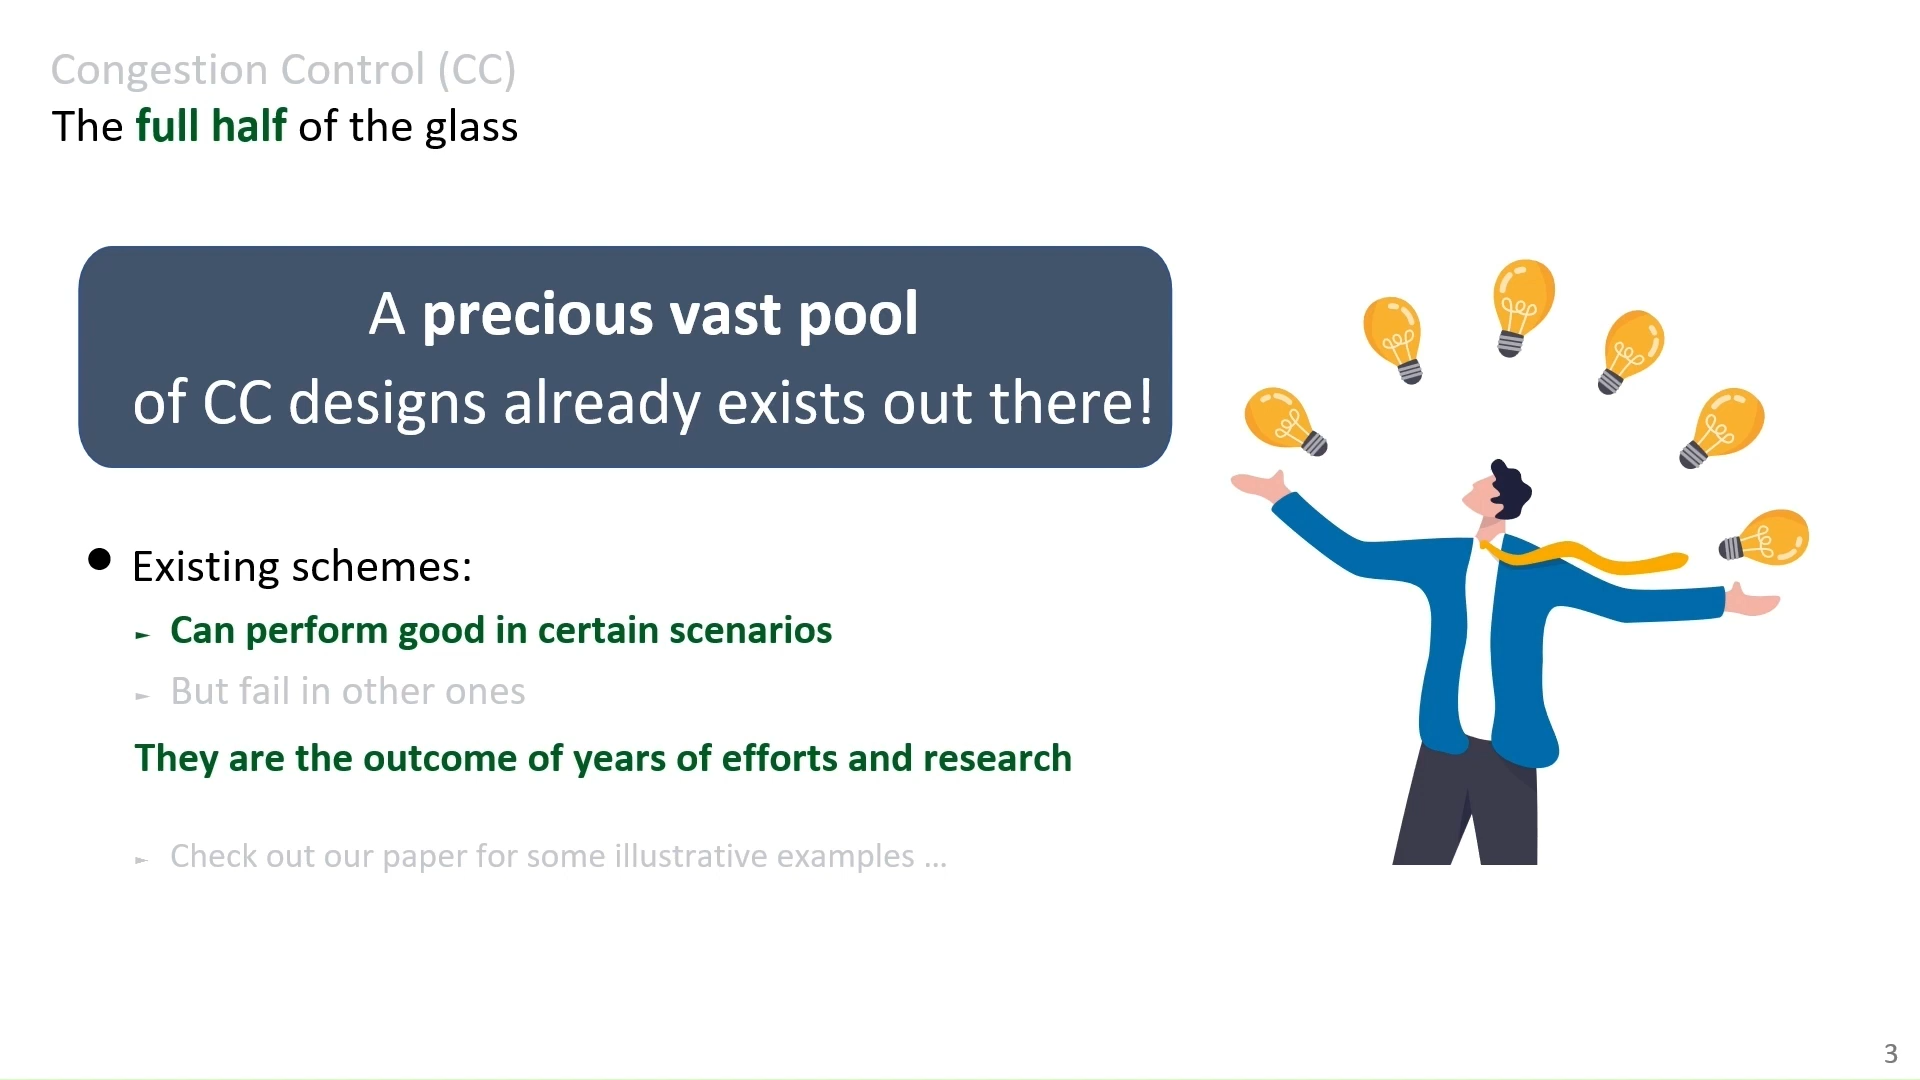 Congestion Control (CC)
The full half of the glass
A precious vast pool
of CC designs already exists out there!
● Existing schemes:
► Can perform good in certain scenarios
► But fail in other ones
They are the outcome of years of efforts and research
► Check out our paper for some illustrative examples ...
3